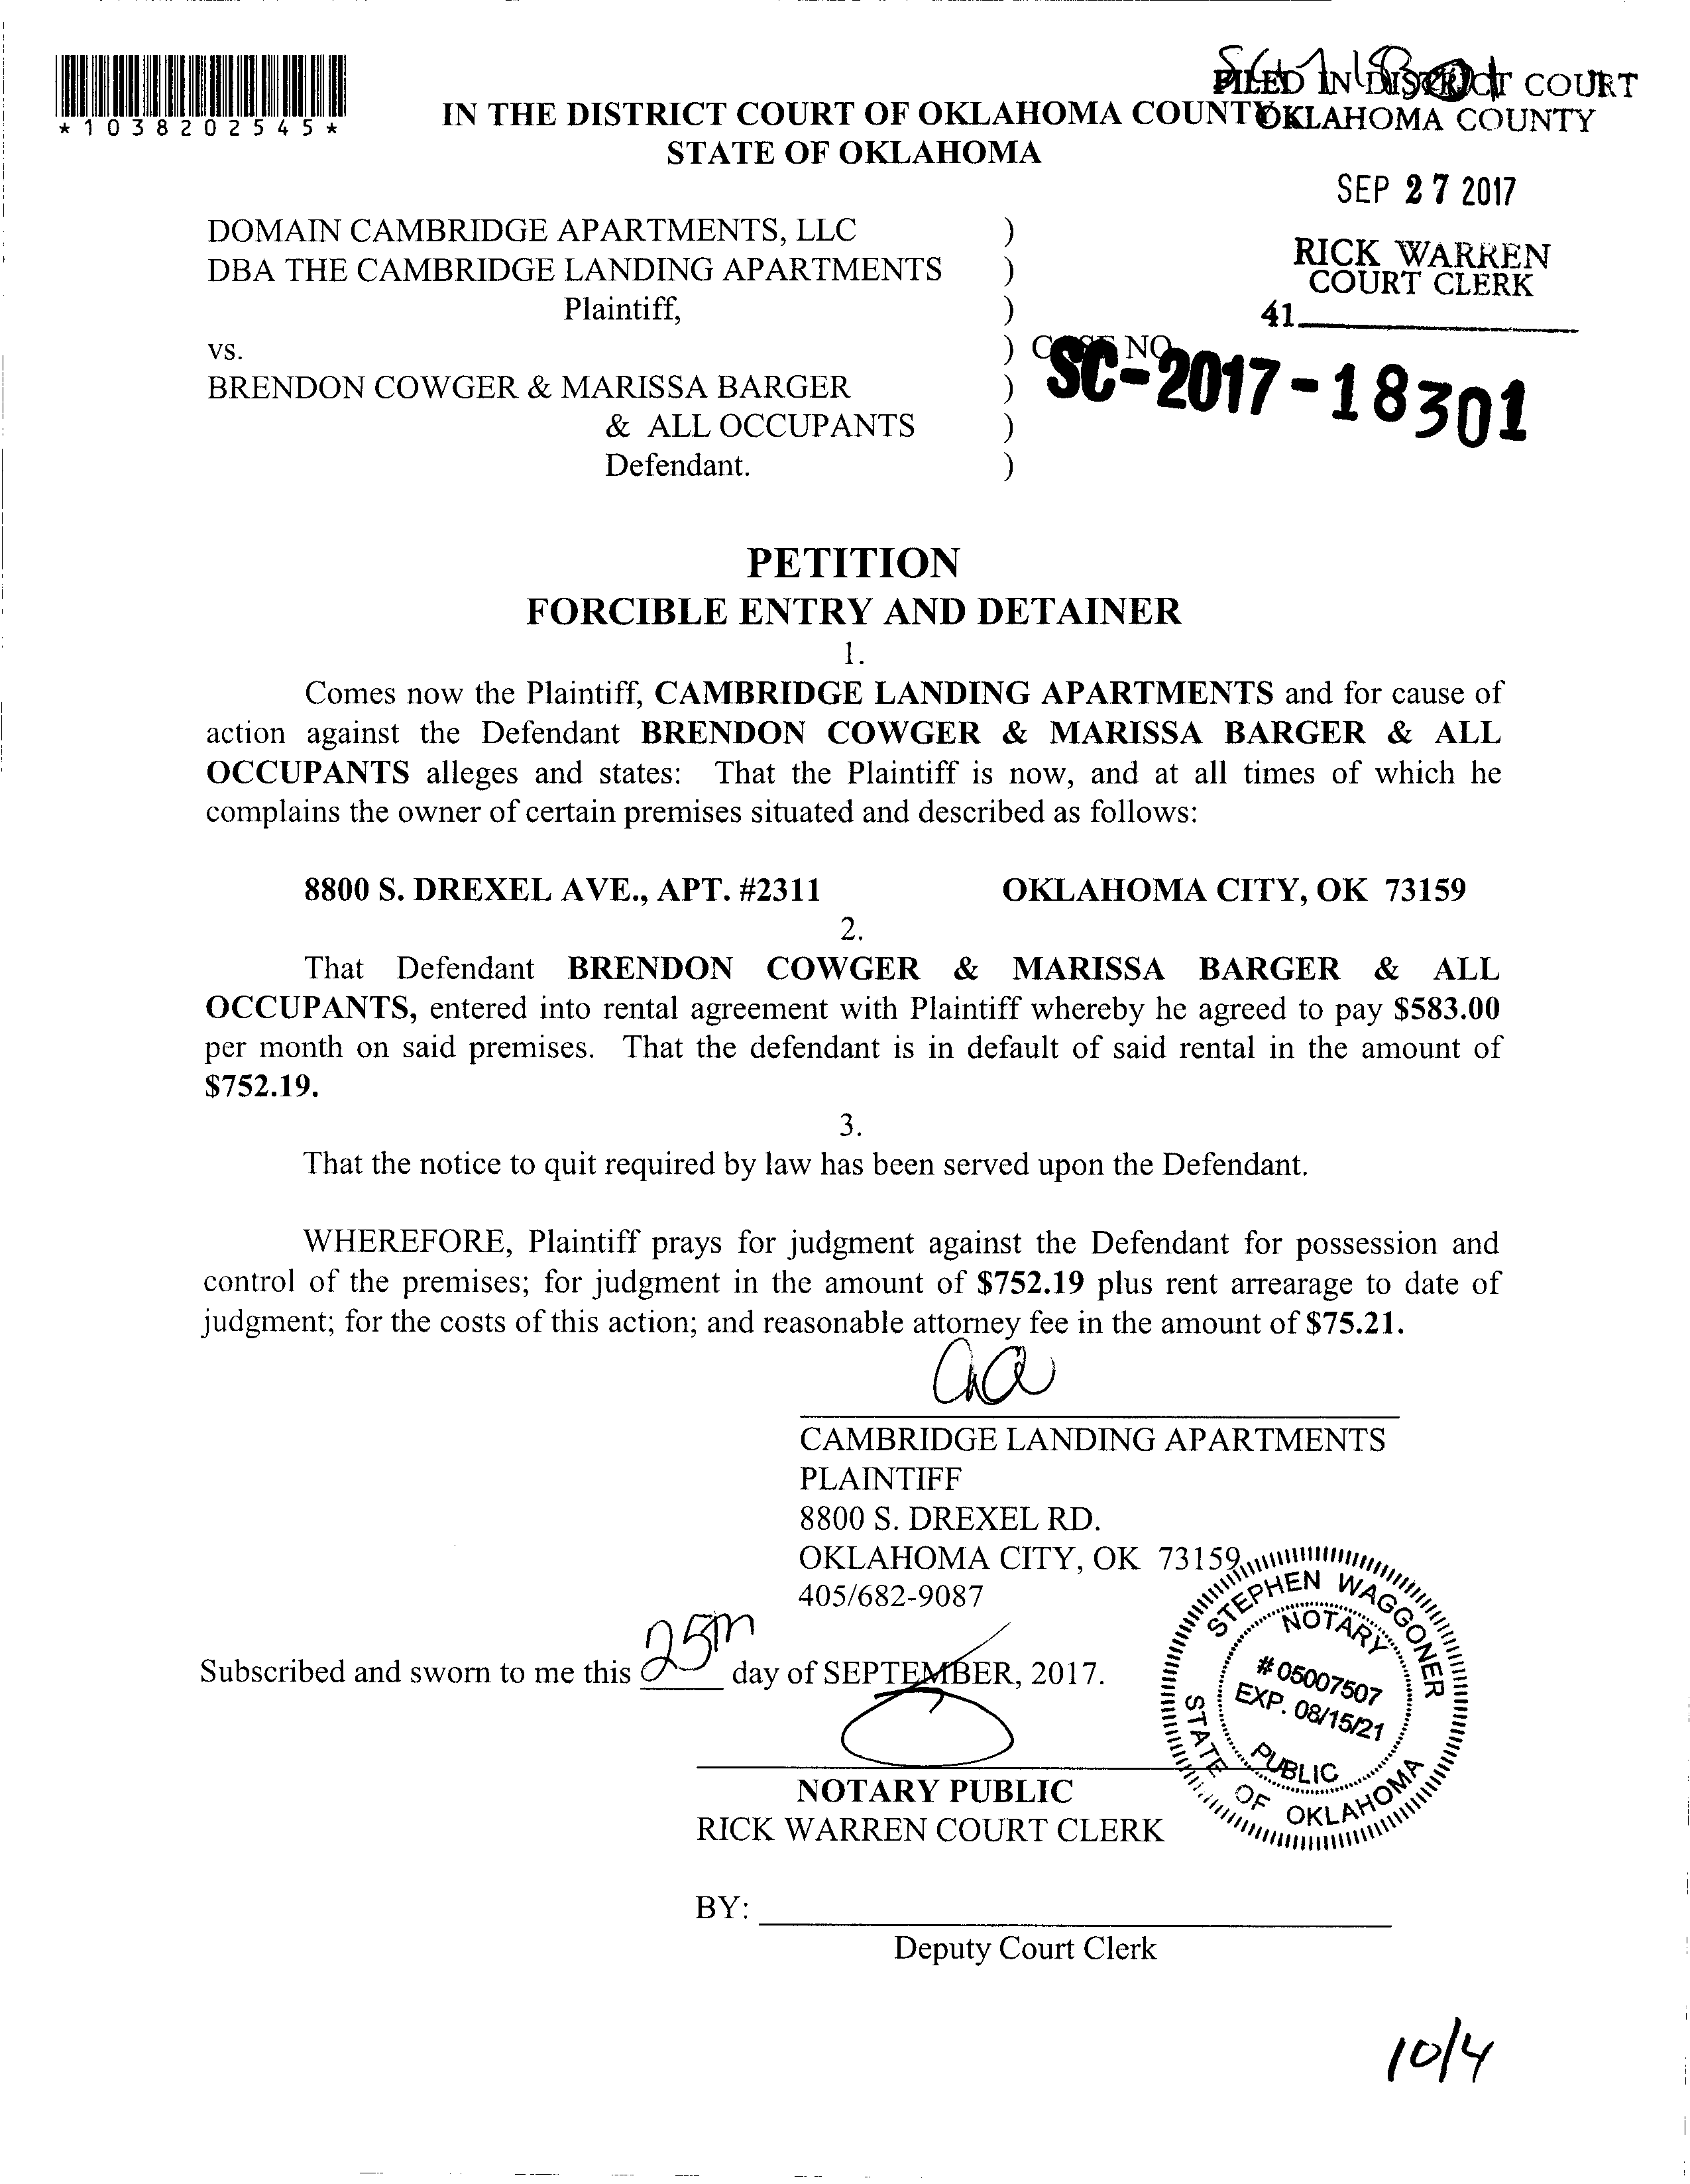 *1038202545*
FILED IN DISTRICT COURT
OKLAHOMA COUNTY
IN THE DISTRICT COURT OF OKLAHOMA COUNTY
STATE OF OKLAHOMA
SEP 27 2017
RICK WARREN
COURT CLERK
41
DOMAIN CAMBRIDGE APARTMENTS, LLC )
DBA THE CAMBRIDGE LANDING APARTMENTS )
Plaintiff, )
vs. ) CASE NO.
SC-2017-18301
BRENDON COWGER & MARISSA BARGER )
& ALL OCCUPANTS )
Defendant. )
PETITION
FORCIBLE ENTRY AND DETAINER
1.
Comes now the Plaintiff, CAMBRIDGE LANDING APARTMENTS and for cause of
action against the Defendant BRENDON COWGER & MARISSA BARGER & ALL
OCCUPANTS alleges and states: That the Plaintiff is now, and at all times of which he
complains the owner of certain premises situated and described as follows:
8800 S. DREXEL AVE., APT. #2311 OKLAHOMA CITY, OK 73159
2.
That Defendant BRENDON COWGER & MARISSA BARGER & ALL
OCCUPANTS, entered into rental agreement with Plaintiff whereby he agreed to pay $583.00
per month on said premises. That the defendant is in default of said rental in the amount of
$752.19.
3.
That the notice to quit required by law has been served upon the Defendant.
WHEREFORE, Plaintiff prays for judgment against the Defendant for possession and
control of the premises; for judgment in the amount of $752.19 plus rent arrearage to date of
judgment; for the costs of this action; and reasonable attorney fee in the amount of $75.21.
CAMBRIDGE LANDING APARTMENTS
PLAINTIFF
8800 S. DREXEL RD.
OKLAHOMA CITY, OK 73159
405/682-9087
Subscribed and sworn to me this 25th day of SEPTEMBER, 2017.
STEPHEN WAGGONER
NOTARY
# 05007507
EXP. 08/15/21
PUBLIC
STATE OF OKLAHOMA
NOTARY PUBLIC
RICK WARREN COURT CLERK
BY:
Deputy Court Clerk
10/4